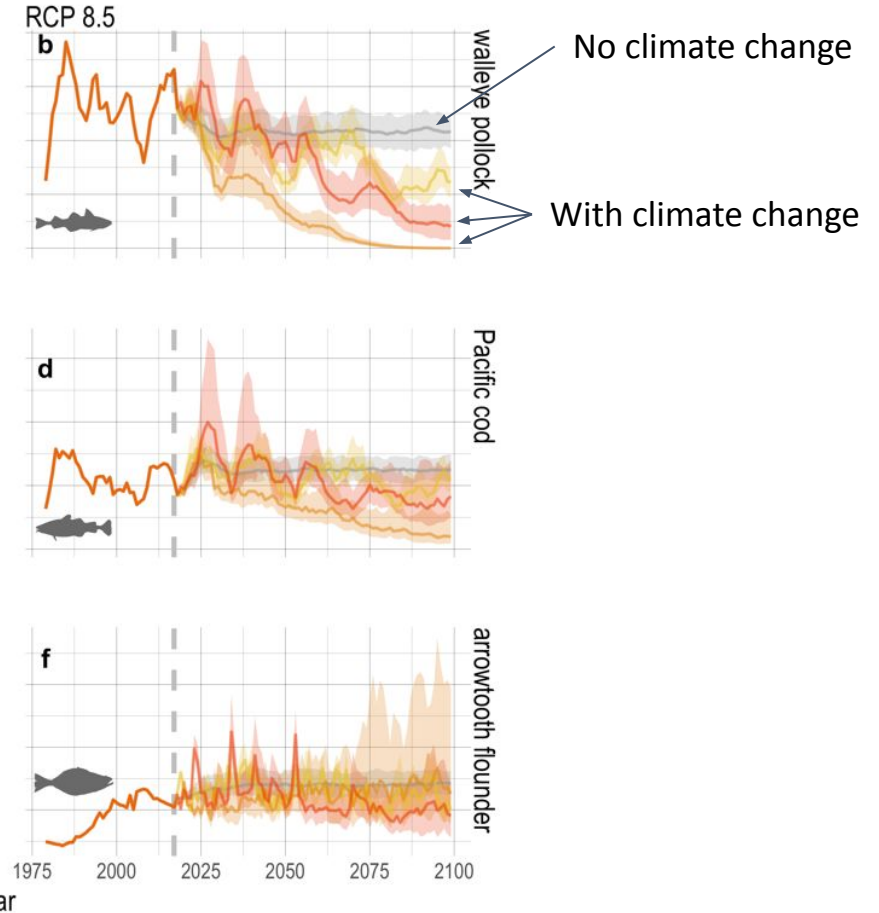 RCP 8.5
b
walleye pollock
No climate change
With climate change
d
Pacific cod
f
arrowtooth flounder
1975 2000 2025 2050 2075 2100
ar